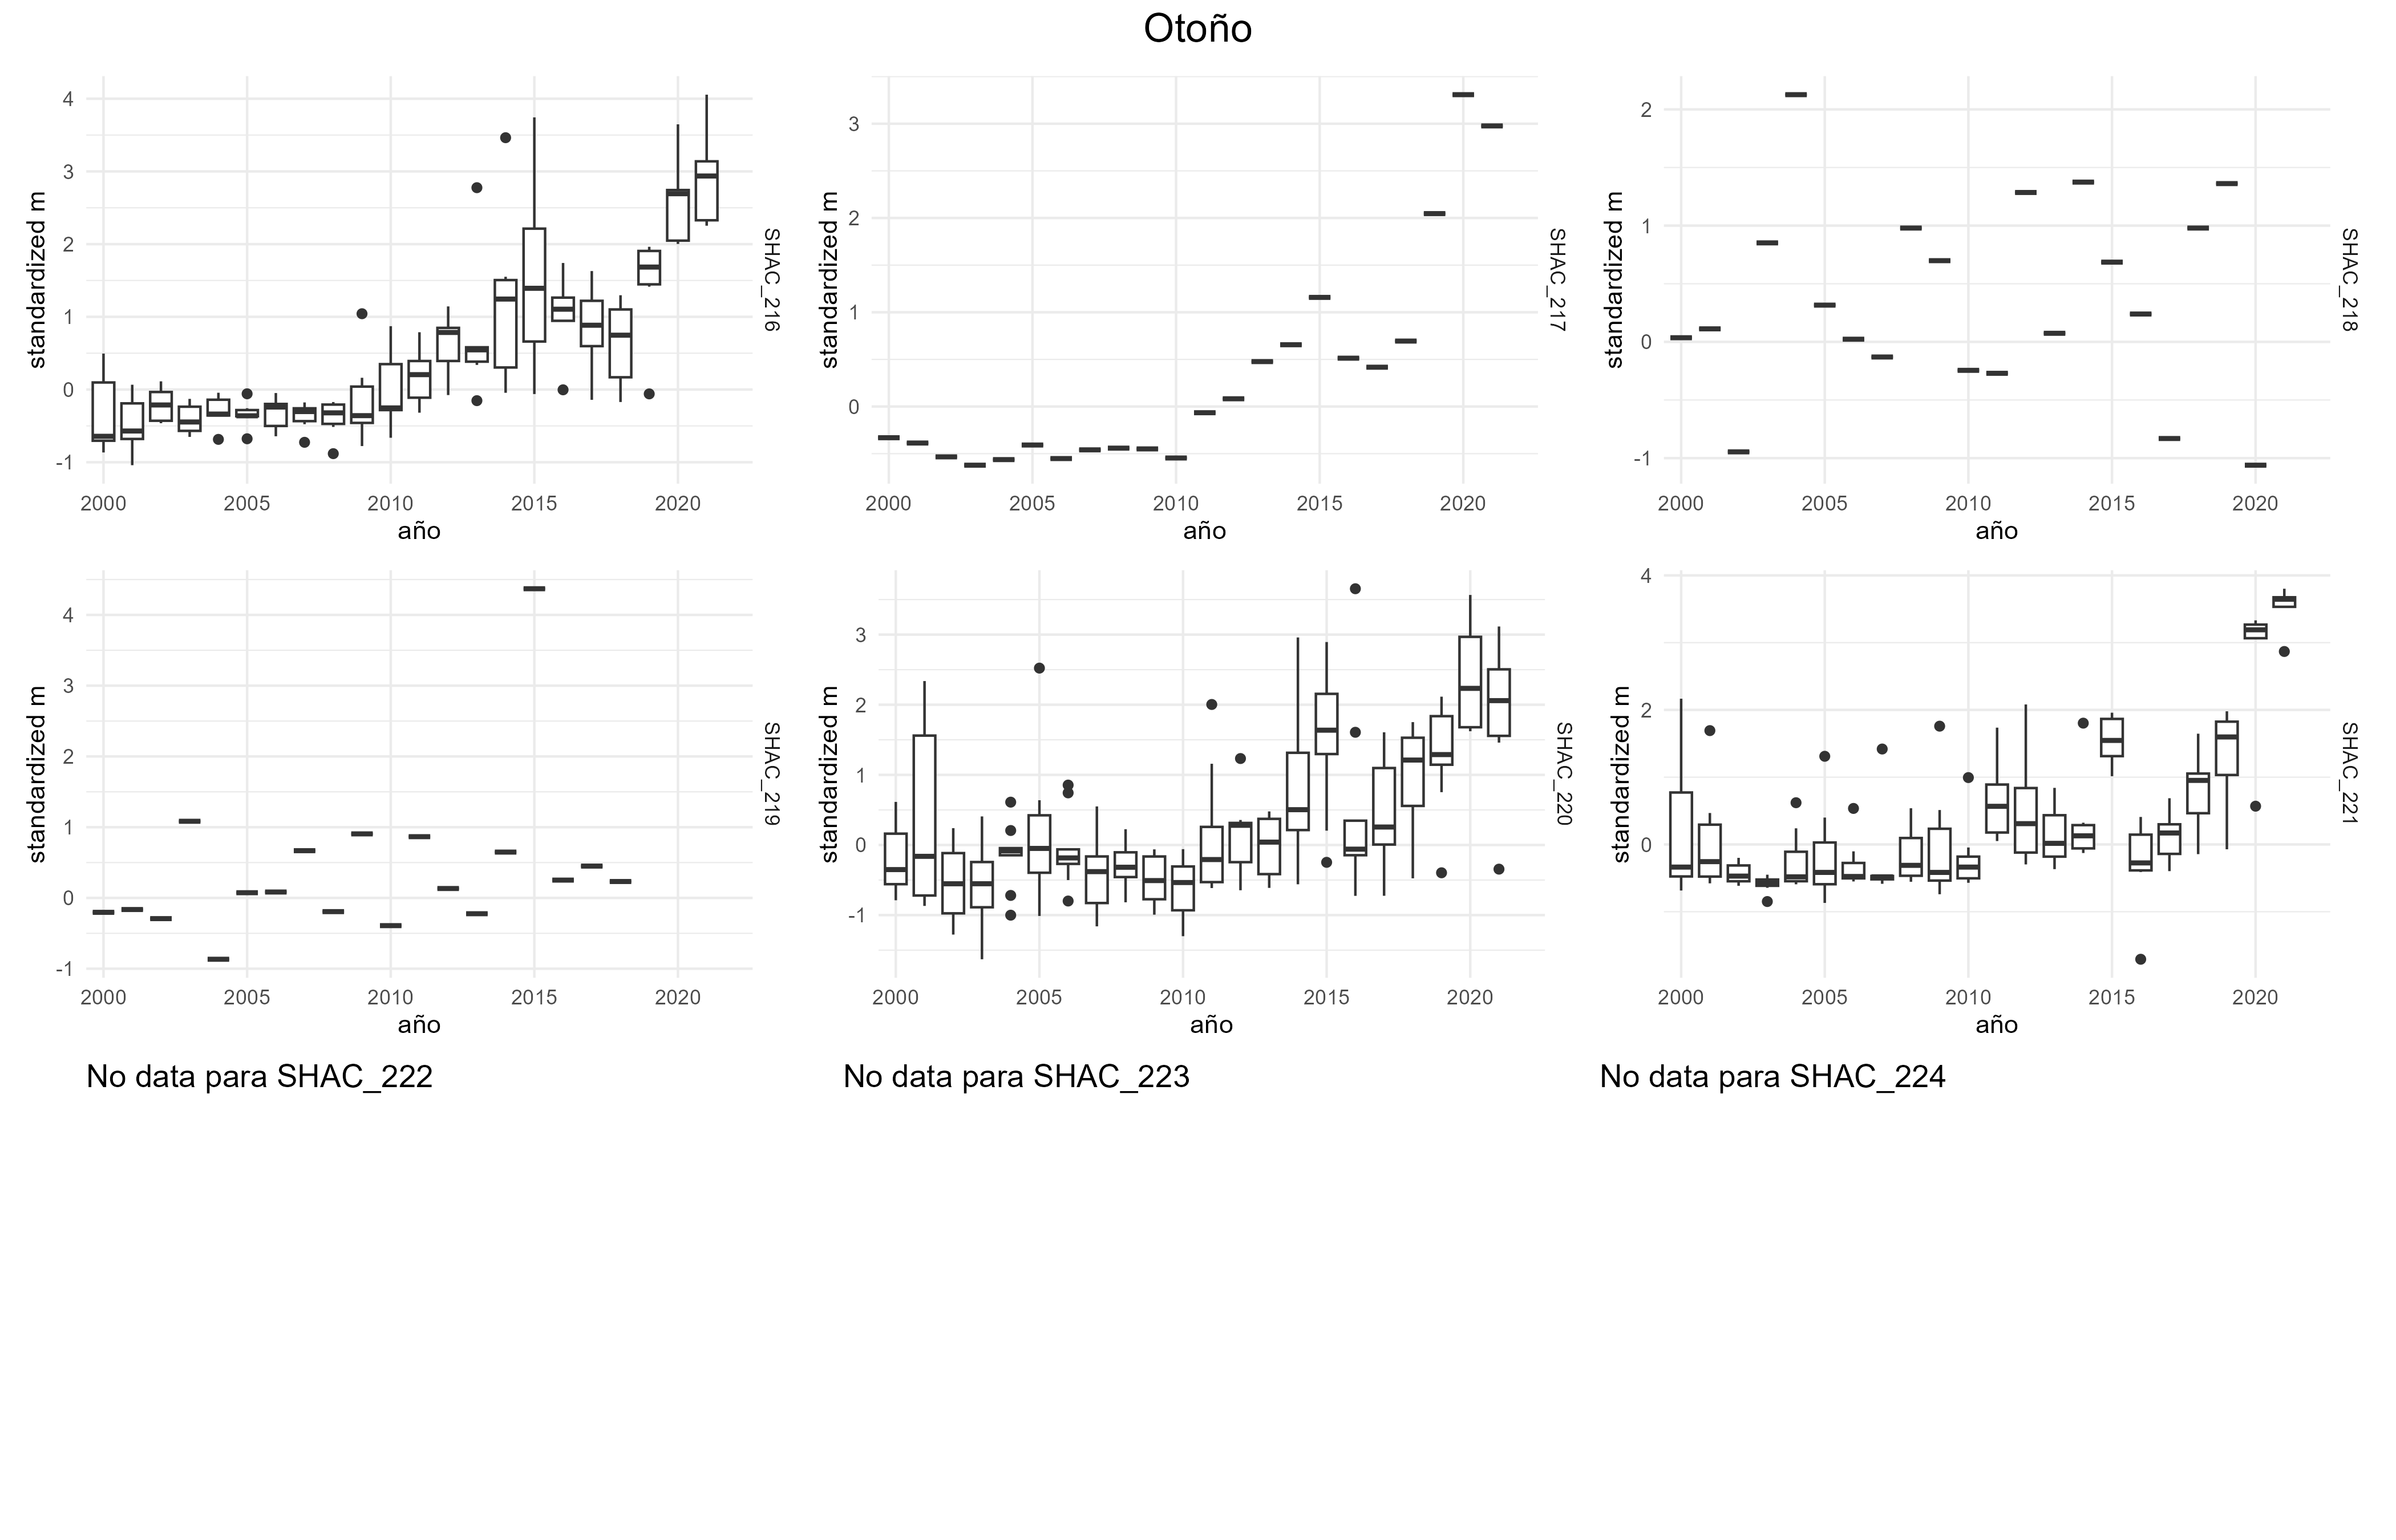 Otoño
standardized m
4
3
2
1
0
-1
2000 2005 2010 2015 2020
año
SHAC_216
standardized m
3
2
1
0
2000 2005 2010 2015 2020
año
SHAC_217
standardized m
2
1
0
-1
2000 2005 2010 2015 2020
año
SHAC_218
standardized m
4
3
2
1
0
-1
2000 2005 2010 2015 2020
año
SHAC_219
standardized m
3
2
1
0
-1
2000 2005 2010 2015 2020
año
SHAC_220
standardized m
4
2
0
2000 2005 2010 2015 2020
año
SHAC_221
No data para SHAC_222
No data para SHAC_223
No data para SHAC_224